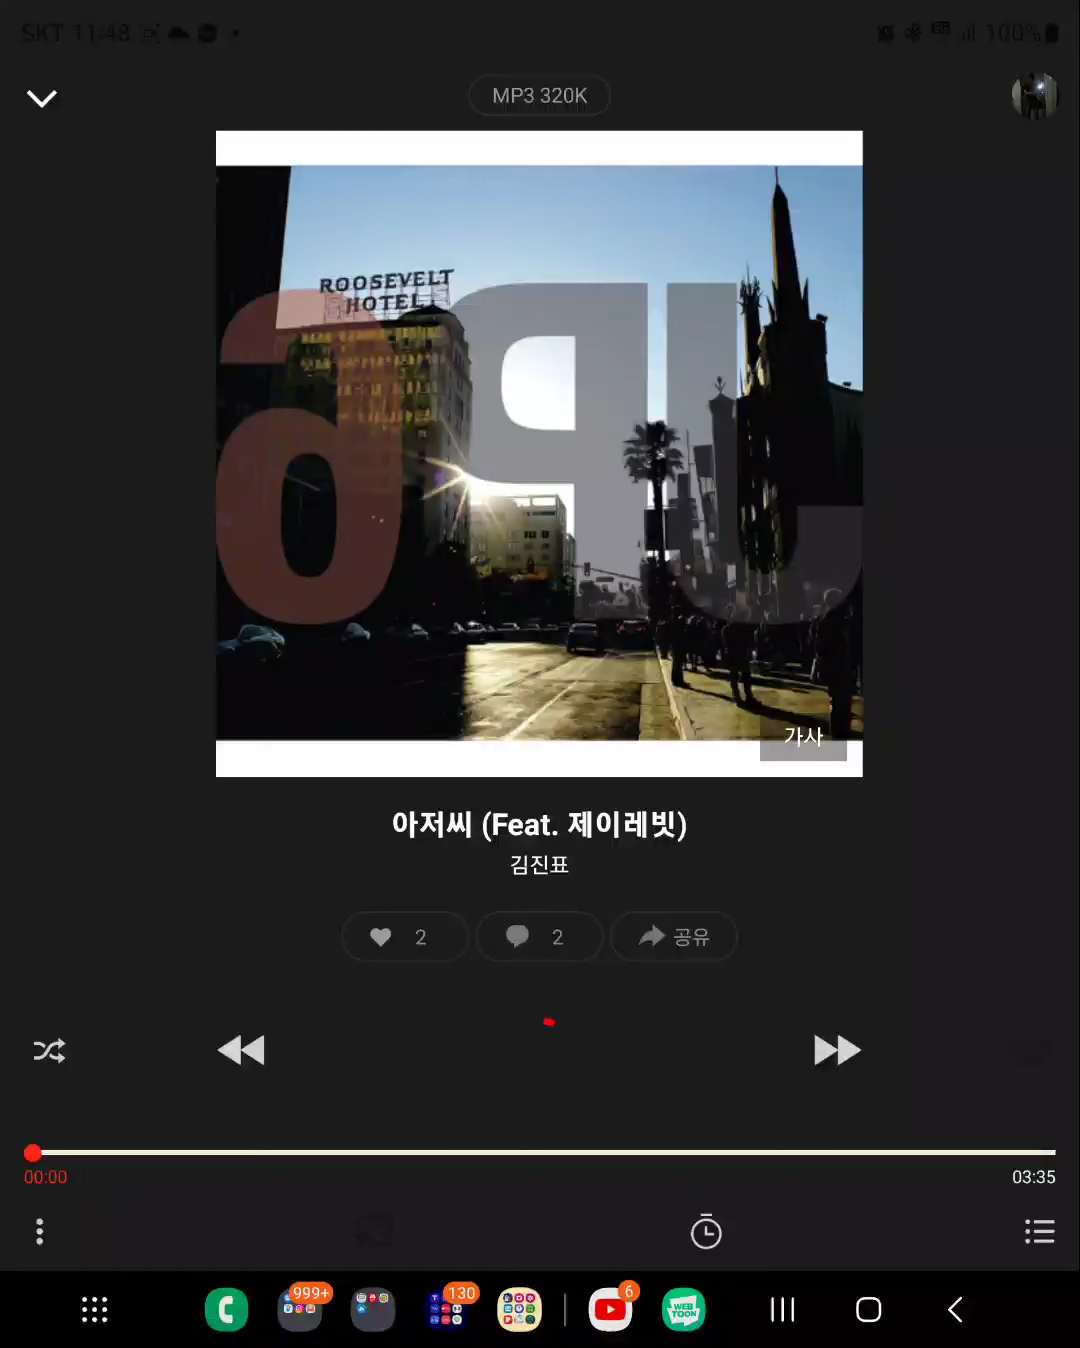 SKT 11:48
100%
MP3 320K
ROOSEVELT
HOTEL
가사
아저씨 (Feat. 제이레빗)
김진표
2
2
공유
00:00
03:35
999+
130
6
WEB
TOON